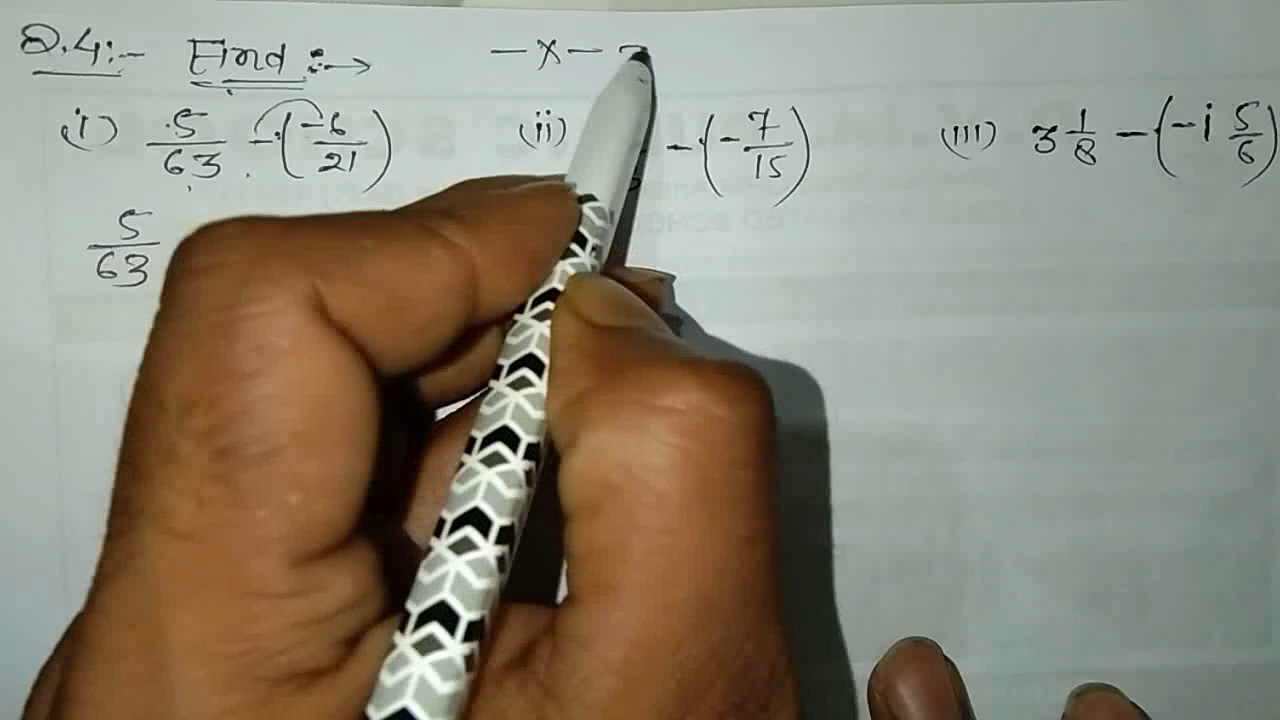 Q.4:- Find :→ - x -
(i) 5/63 - (-6/21) (ii) - (-7/15) (iii) 3 1/8 - (-1 5/6)
5/63